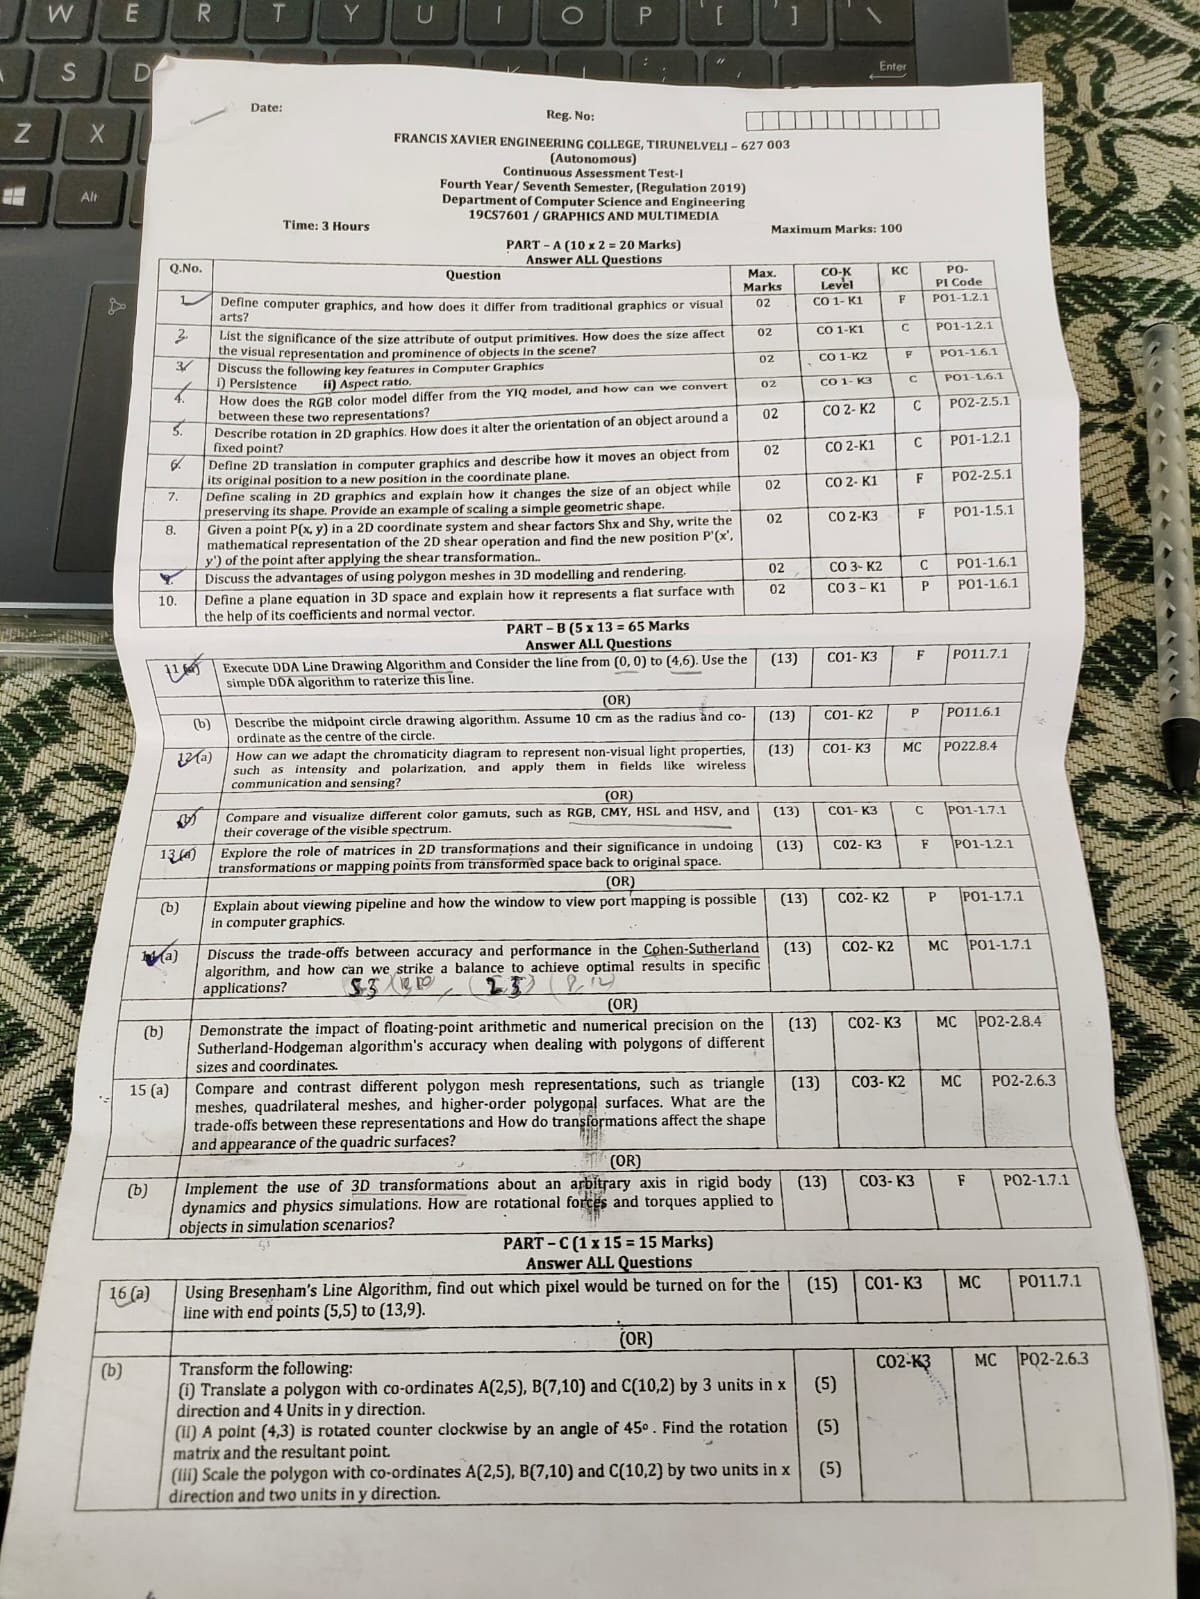 W E R T Y U I O P [ ] \
S D
Enter
Z X
Alt
Date:
Reg. No:
FRANCIS XAVIER ENGINEERING COLLEGE, TIRUNELVELI – 627 003
(Autonomous)
Continuous Assessment Test-I
Fourth Year/ Seventh Semester, (Regulation 2019)
Department of Computer Science and Engineering
19CS7601 / GRAPHICS AND MULTIMEDIA
Time: 3 Hours
Maximum Marks: 100
PART – A (10 x 2 = 20 Marks)
Answer ALL Questions
Q.No. Question Max. Marks CO-K Level KC PO-PI Code
1. Define computer graphics, and how does it differ from traditional graphics or visual 02 CO 1- K1 F PO1-1.2.1
arts?
2. List the significance of the size attribute of output primitives. How does the size affect 02 CO 1-K1 C PO1-1.2.1
the visual representation and prominence of objects in the scene?
3. Discuss the following key features in Computer Graphics 02 CO 1-K2 F PO1-1.6.1
i) Persistence ii) Aspect ratio.
4. How does the RGB color model differ from the YIQ model, and how can we convert 02 CO 1- K3 C PO1-1.6.1
between these two representations?
5. Describe rotation in 2D graphics. How does it alter the orientation of an object around a 02 CO 2- K2 C PO2-2.5.1
fixed point?
6. Define 2D translation in computer graphics and describe how it moves an object from 02 CO 2-K1 C PO1-1.2.1
its original position to a new position in the coordinate plane.
7. Define scaling in 2D graphics and explain how it changes the size of an object while 02 CO 2- K1 F PO2-2.5.1
preserving its shape. Provide an example of scaling a simple geometric shape.
8. Given a point P(x, y) in a 2D coordinate system and shear factors Shx and Shy, write the 02 CO 2-K3 F PO1-1.5.1
mathematical representation of the 2D shear operation and find the new position P'(x',
y') of the point after applying the shear transformation..
9. Discuss the advantages of using polygon meshes in 3D modelling and rendering. 02 CO 3- K2 C PO1-1.6.1
10. Define a plane equation in 3D space and explain how it represents a flat surface with 02 CO 3 – K1 P PO1-1.6.1
the help of its coefficients and normal vector.
PART – B (5 x 13 = 65 Marks
Answer ALL Questions
11 (a) Execute DDA Line Drawing Algorithm and Consider the line from (0, 0) to (4,6). Use the (13) CO1- K3 F PO11.7.1
simple DDA algorithm to raterize this line.
(OR)
(b) Describe the midpoint circle drawing algorithm. Assume 10 cm as the radius and co- (13) CO1- K2 P PO11.6.1
ordinate as the centre of the circle.
12 (a) How can we adapt the chromaticity diagram to represent non-visual light properties, (13) CO1- K3 MC PO22.8.4
such as intensity and polarization, and apply them in fields like wireless
communication and sensing?
(OR)
(b) Compare and visualize different color gamuts, such as RGB, CMY, HSL and HSV, and (13) CO1- K3 C PO1-1.7.1
their coverage of the visible spectrum.
13 (a) Explore the role of matrices in 2D transformations and their significance in undoing (13) CO2- K3 F PO1-1.2.1
transformations or mapping points from transformed space back to original space.
(OR)
(b) Explain about viewing pipeline and how the window to view port mapping is possible (13) CO2- K2 P PO1-1.7.1
in computer graphics.
14 (a) Discuss the trade-offs between accuracy and performance in the Cohen-Sutherland (13) CO2- K2 MC PO1-1.7.1
algorithm, and how can we strike a balance to achieve optimal results in specific
applications?
(OR)
(b) Demonstrate the impact of floating-point arithmetic and numerical precision on the (13) CO2- K3 MC PO2-2.8.4
Sutherland-Hodgeman algorithm's accuracy when dealing with polygons of different
sizes and coordinates.
15 (a) Compare and contrast different polygon mesh representations, such as triangle (13) CO3- K2 MC PO2-2.6.3
meshes, quadrilateral meshes, and higher-order polygonal surfaces. What are the
trade-offs between these representations and How do transformations affect the shape
and appearance of the quadric surfaces?
(OR)
(b) Implement the use of 3D transformations about an arbitrary axis in rigid body (13) CO3- K3 F PO2-1.7.1
dynamics and physics simulations. How are rotational forces and torques applied to
objects in simulation scenarios?
PART – C (1 x 15 = 15 Marks)
Answer ALL Questions
16 (a) Using Bresenham's Line Algorithm, find out which pixel would be turned on for the (15) CO1- K3 MC PO11.7.1
line with end points (5,5) to (13,9).
(OR)
(b) Transform the following: CO2-K3 MC PO2-2.6.3
(i) Translate a polygon with co-ordinates A(2,5), B(7,10) and C(10,2) by 3 units in x (5)
direction and 4 Units in y direction.
(ii) A point (4,3) is rotated counter clockwise by an angle of 45°. Find the rotation (5)
matrix and the resultant point.
(iii) Scale the polygon with co-ordinates A(2,5), B(7,10) and C(10,2) by two units in x (5)
direction and two units in y direction.